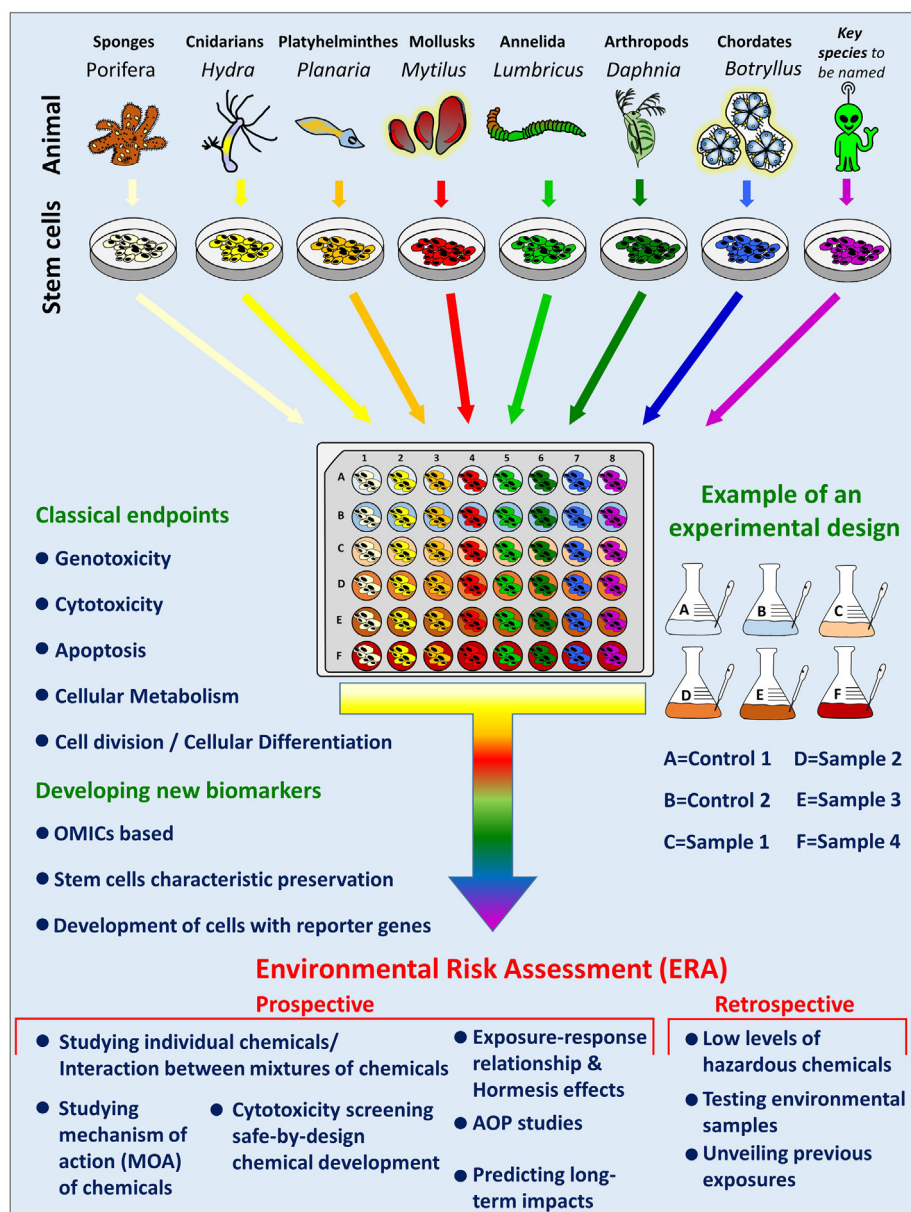 Sponges
Porifera
Cnidarians
Hydra
Platyhelminthes
Planaria
Mollusks
Mytilus
Annelida
Lumbricus
Arthropods
Daphnia
Chordates
Botryllus
Key
species to
be named
Animal
Stem cells
1 2 3 4 5 6 7 8
A
B
C
D
E
F
Classical endpoints
● Genotoxicity
● Cytotoxicity
● Apoptosis
● Cellular Metabolism
● Cell division / Cellular Differentiation
Developing new biomarkers
● OMICs based
● Stem cells characteristic preservation
● Development of cells with reporter genes
Example of an
experimental design
A B C
D E F
A=Control 1 D=Sample 2
B=Control 2 E=Sample 3
C=Sample 1 F=Sample 4
Environmental Risk Assessment (ERA)
Prospective
● Studying individual chemicals/
Interaction between mixtures of chemicals
● Studying
mechanism of
action (MOA)
of chemicals
● Cytotoxicity screening
safe-by-design
chemical development
● Exposure-response
relationship &
Hormesis effects
● AOP studies
● Predicting long-
term impacts
Retrospective
● Low levels of
hazardous chemicals
● Testing environmental
samples
● Unveiling previous
exposures